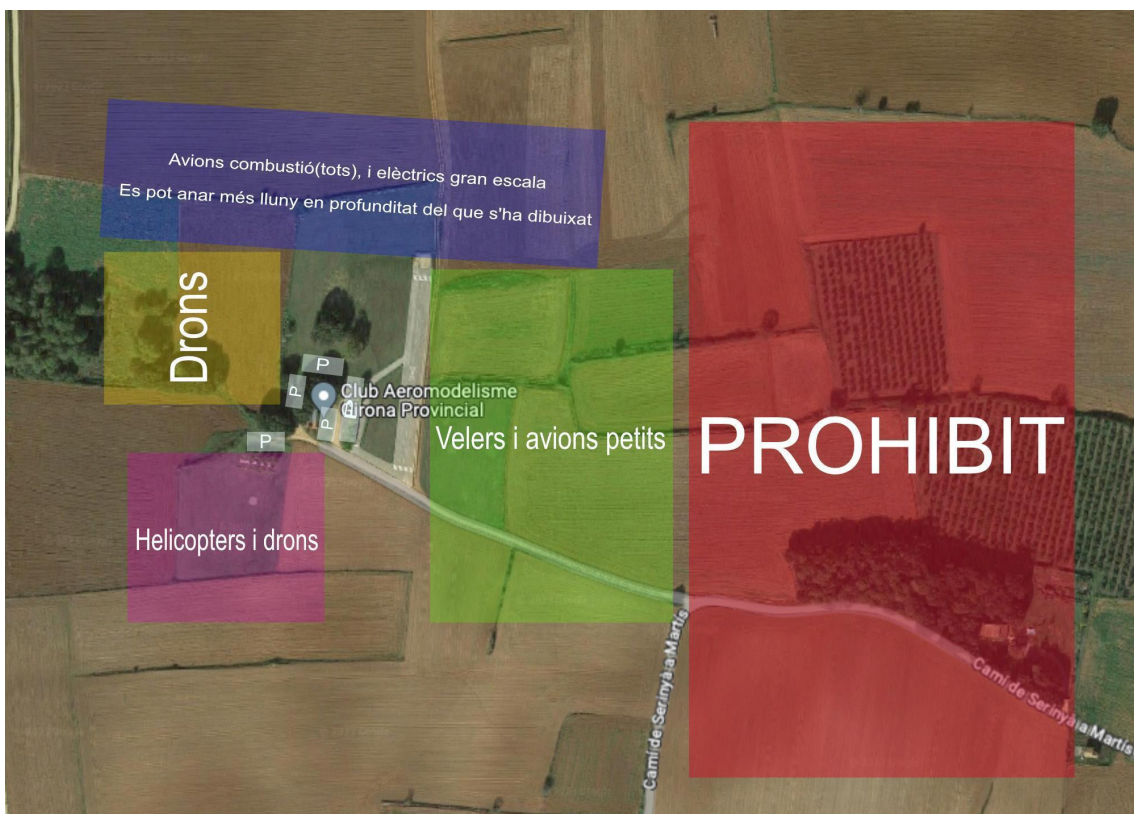 Avions combustió(tots), i elèctrics gran escala
Es pot anar més lluny en profunditat del que s'ha dibuixat
Drons
P
P
P
P
P
Club Aeromodelisme
Girona Provincial
Velers i avions petits
PROHIBIT
Helicopters i drons
Camí de Serinyà a Martís
Camí de Serinyà a Martís